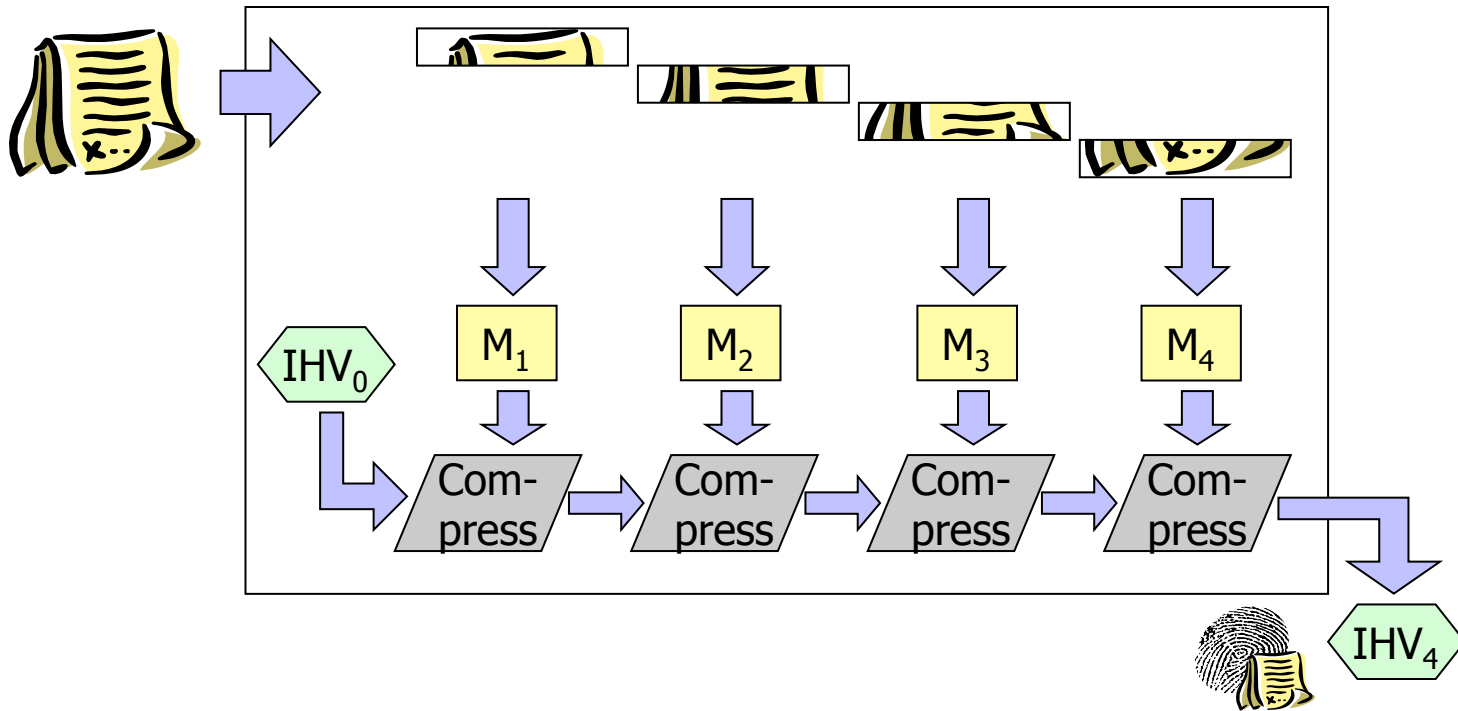 M₁
M₂
M₃
M₄
IHV₀
Com-
press
Com-
press
Com-
press
Com-
press
IHV₄